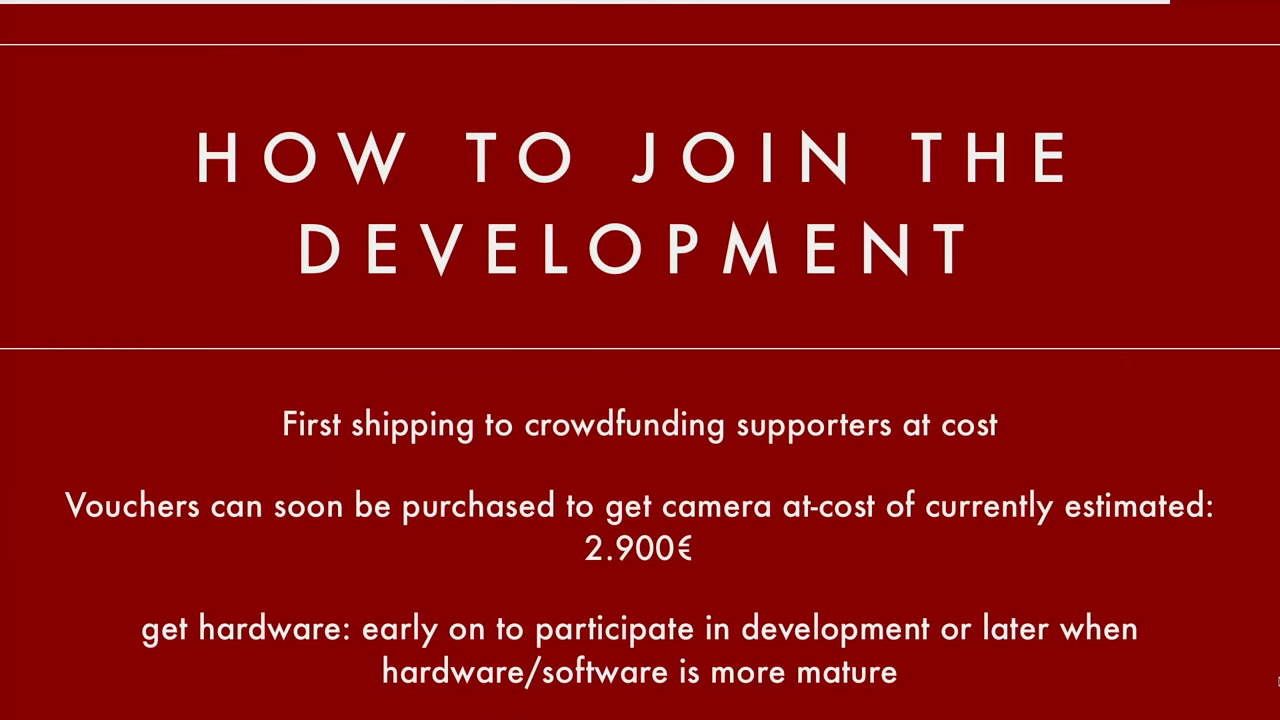 HOW TO JOIN THE
DEVELOPMENT
First shipping to crowdfunding supporters at cost
Vouchers can soon be purchased to get camera at-cost of currently estimated:
2.900€
get hardware: early on to participate in development or later when
hardware/software is more mature